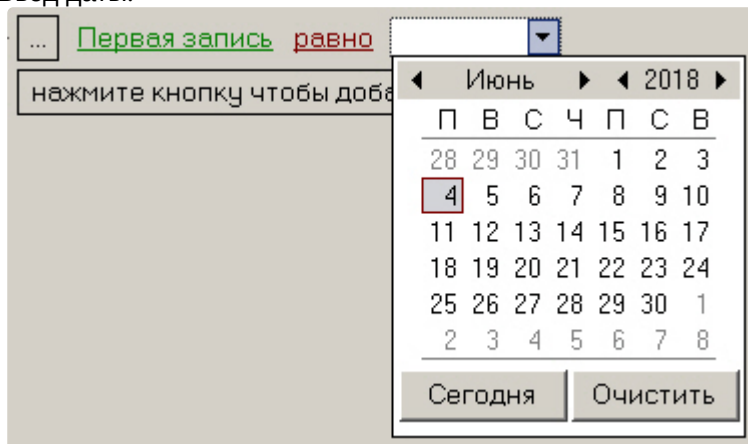 Ввод даты:
... Первая запись равно
нажмите кнопку чтобы доба
Июнь 2018
П В С Ч П С В
28 29 30 31 1 2 3
4 5 6 7 8 9 10
11 12 13 14 15 16 17
18 19 20 21 22 23 24
25 26 27 28 29 30 1
2 3 4 5 6 7 8
Сегодня Очистить